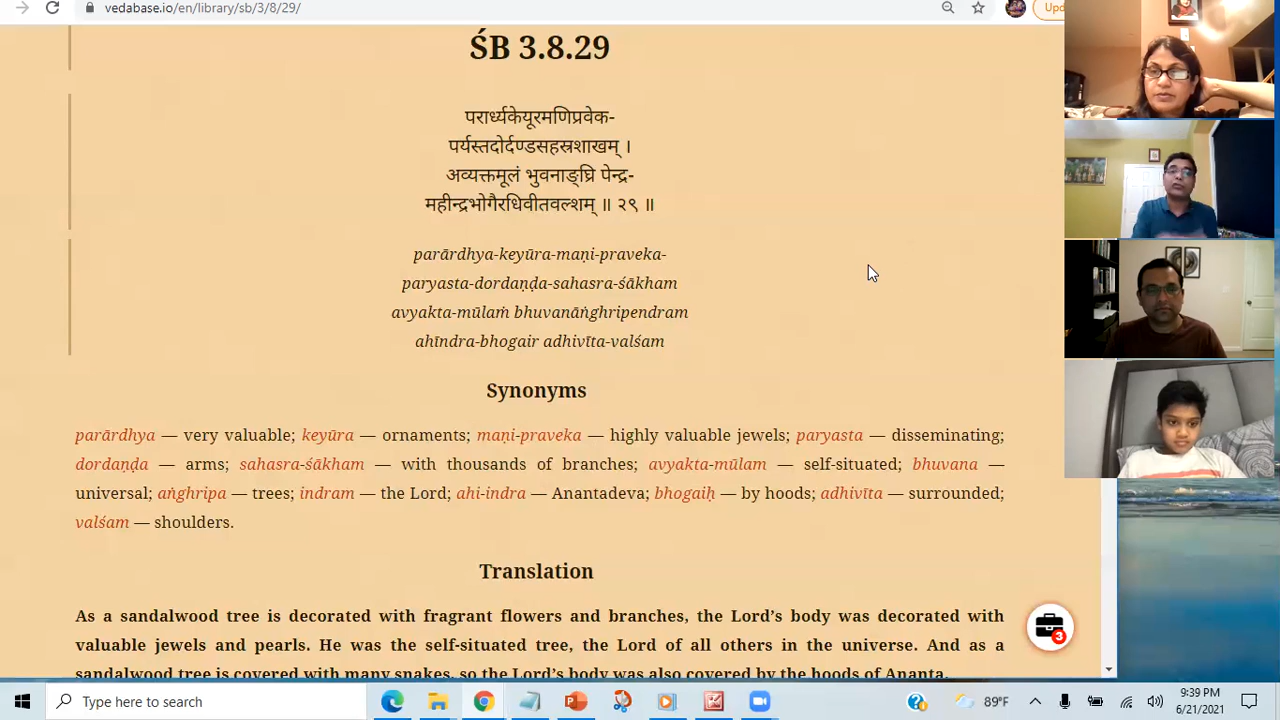 vedabase.io/en/library/sb/3/8/29/
ŚB 3.8.29
परार्ध्यकेयूरमणिप्रवेक-
पर्यस्तदोर्दण्डसहस्रशाखम् ।
अव्यक्तमूलं भुवनाङ्‌घ्रि पेन्द्र-
महीन्द्रभोगैरधिवीतवल्शम् ॥ २९ ॥
parārdhya-keyūra-maṇi-praveka-
paryasta-dordaṇḍa-sahasra-śākham
avyakta-mūlaṁ bhuvanāṅghripendram
ahīndra-bhogair adhivīta-valśam
Synonyms
parārdhya — very valuable; keyūra — ornaments; maṇi-praveka — highly valuable jewels; paryasta — disseminating;
dordaṇḍa — arms; sahasra-śākham — with thousands of branches; avyakta-mūlam — self-situated; bhuvana —
universal; aṅghripa — trees; indram — the Lord; ahi-indra — Anantadeva; bhogaiḥ — by hoods; adhivīta — surrounded;
valśam — shoulders.
Translation
As a sandalwood tree is decorated with fragrant flowers and branches, the Lord’s body was decorated with
valuable jewels and pearls. He was the self-situated tree, the Lord of all others in the universe. And as a
sandalwood tree is covered with many snakes, so the Lord’s body was also covered by the hoods of Ananta.
3
Type here to search
89°F
9:39 PM
6/21/2021